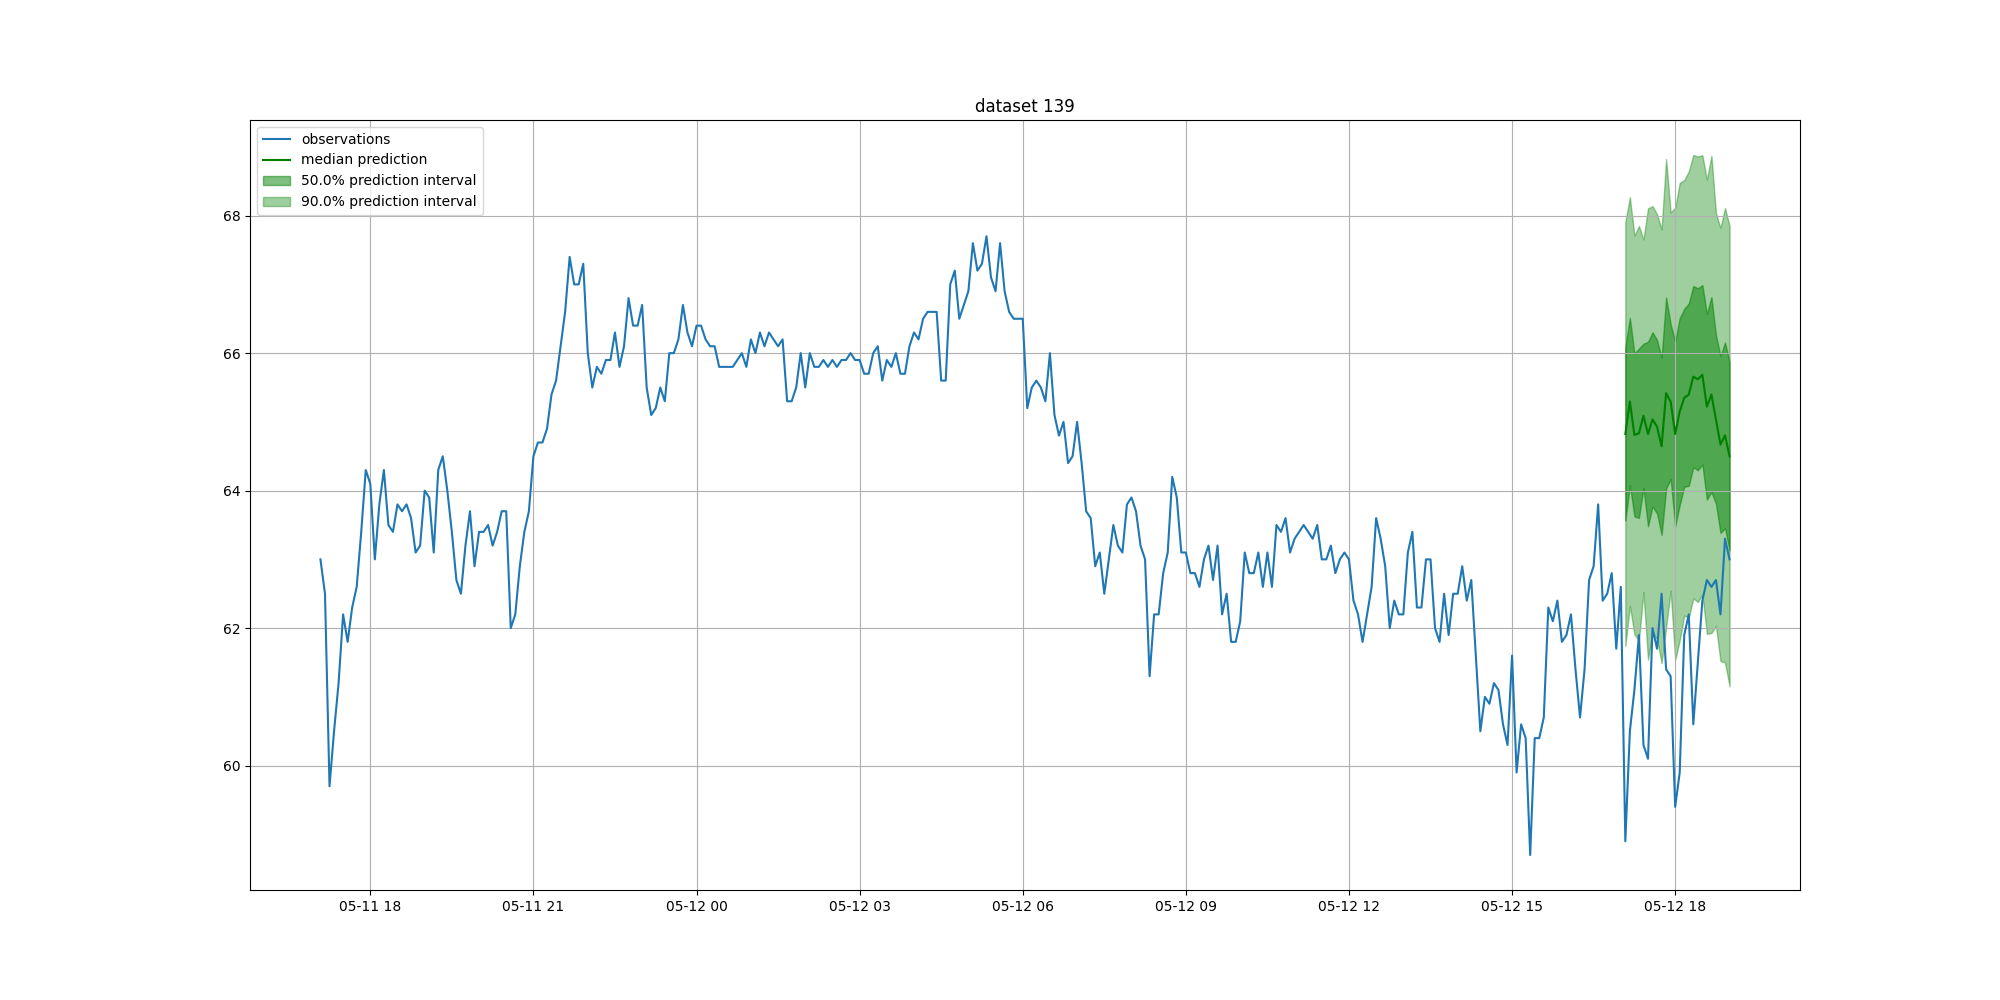 dataset 139
observations
median prediction
50.0% prediction interval
90.0% prediction interval
68
66
64
62
60
05-11 18
05-11 21
05-12 00
05-12 03
05-12 06
05-12 09
05-12 12
05-12 15
05-12 18